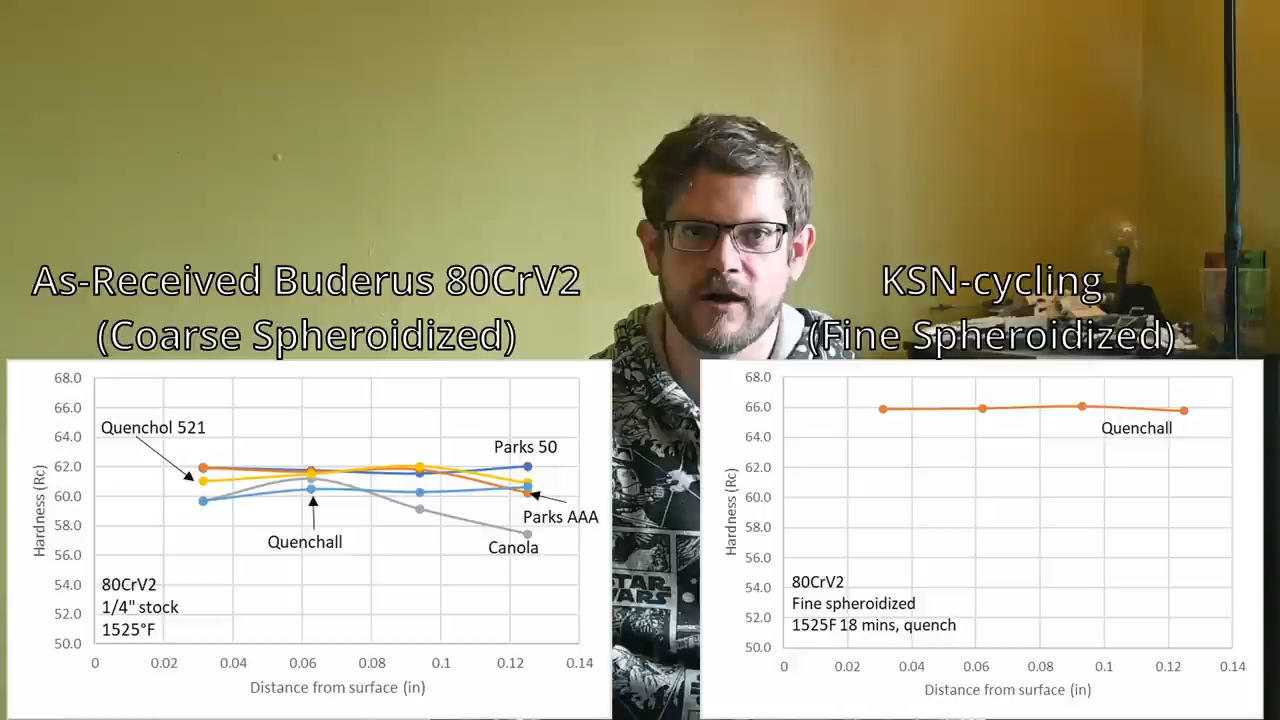 As-Received Buderus 80CrV2
(Coarse Spheroidized)
68.0
66.0
64.0
62.0
60.0
58.0
56.0
54.0
52.0
50.0
Hardness (Rc)
Quenchol 521
Parks 50
Parks AAA
Quenchall
Canola
80CrV2
1/4" stock
1525°F
0 0.02 0.04 0.06 0.08 0.1 0.12 0.14
Distance from surface (in)
KSN-cycling
(Fine Spheroidized)
68.0
66.0
64.0
62.0
60.0
58.0
56.0
54.0
52.0
50.0
Hardness (Rc)
Quenchall
80CrV2
Fine spheroidized
1525F 18 mins, quench
0 0.02 0.04 0.06 0.08 0.1 0.12 0.14
Distance from surface (in)
STAR
WARS